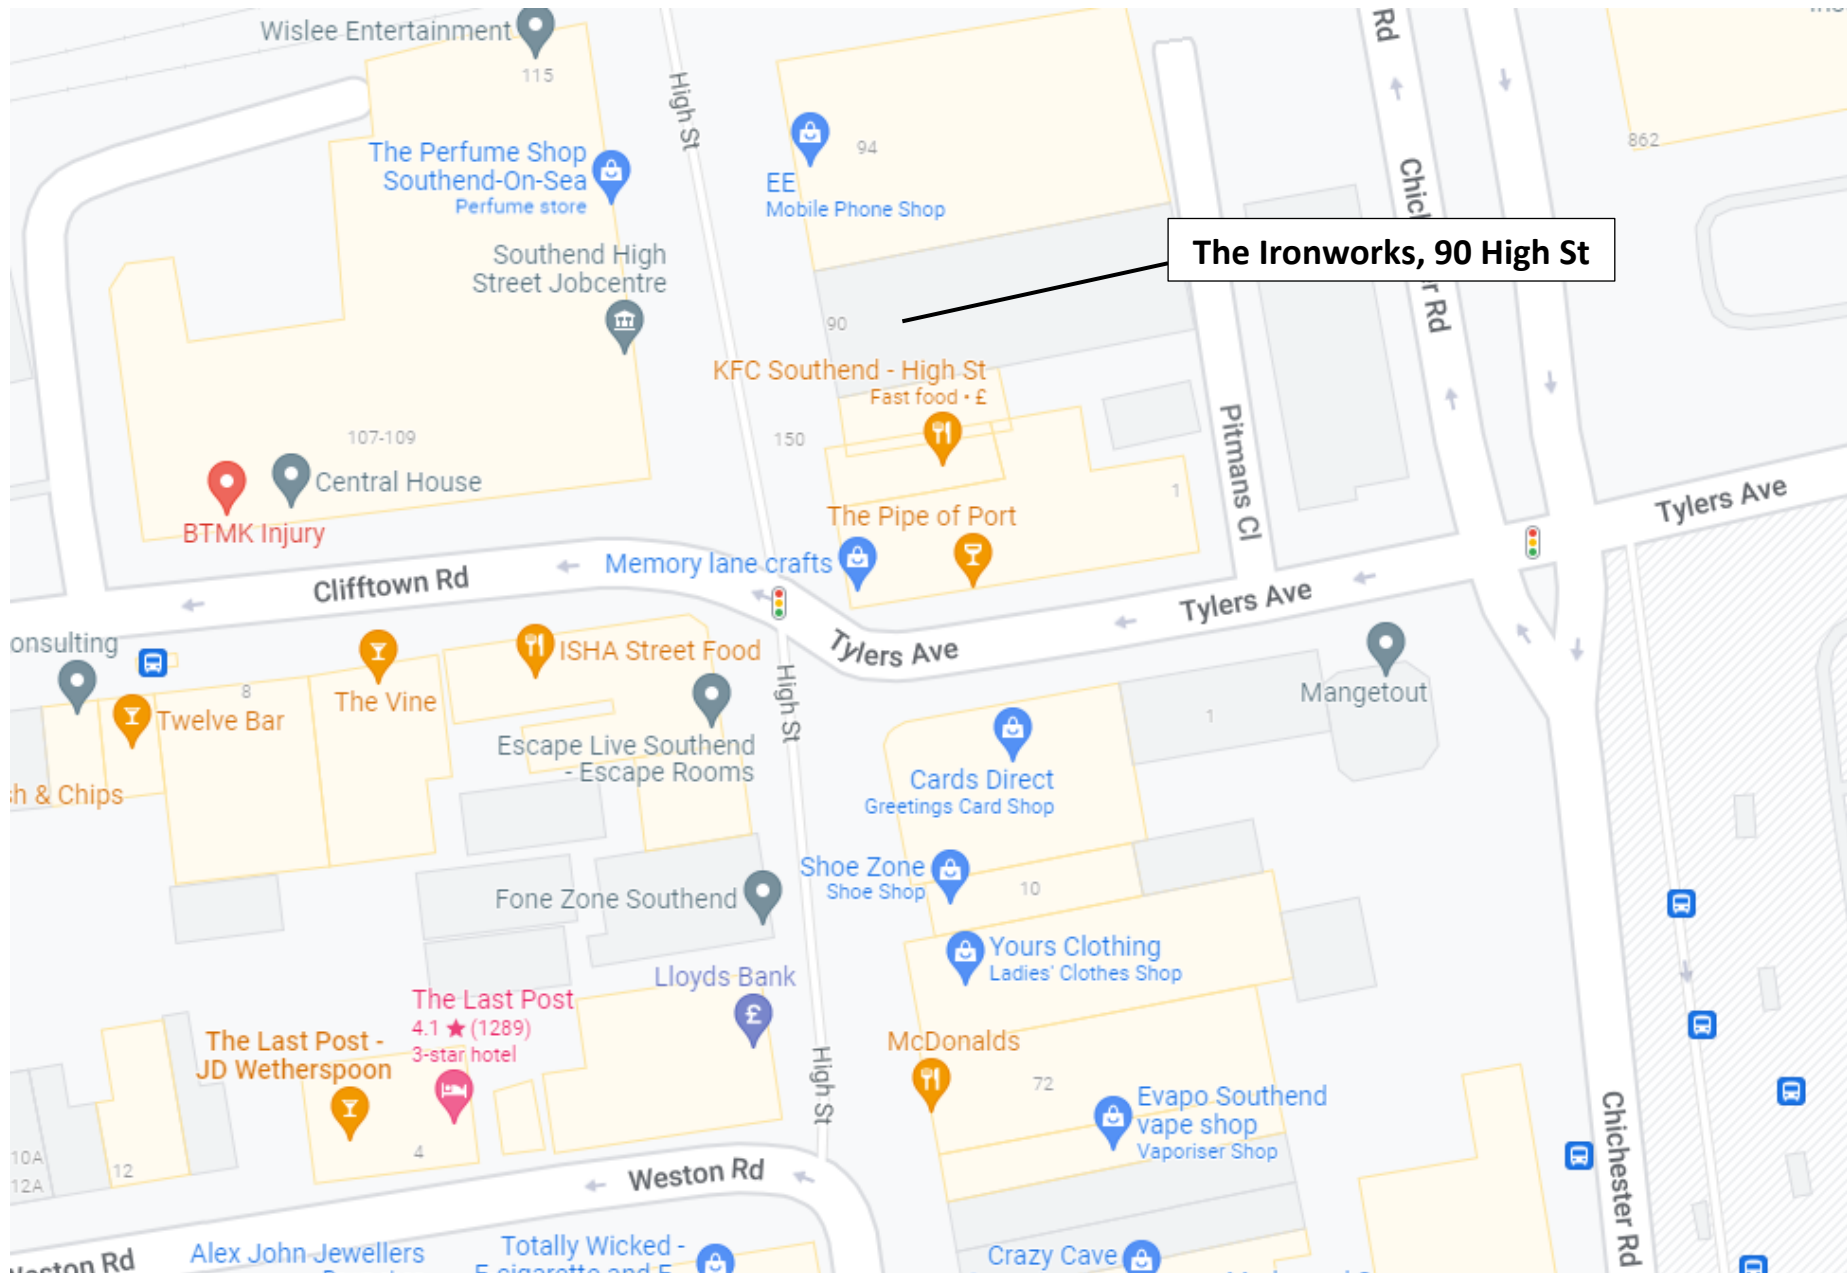 Wislee Entertainment
115
High St
Rd
862
The Perfume Shop
Southend-On-Sea
Perfume store
94
EE
Mobile Phone Shop
Southend High
Street Jobcentre
The Ironworks, 90 High St
90
KFC Southend - High St
Fast food • £
150
107-109
Central House
BTMK Injury
1
Pitmans Cl
Tylers Ave
The Pipe of Port
Memory lane crafts
Clifftown Rd
Tylers Ave
Tylers Ave
ISHA Street Food
The Vine
8
Twelve Bar
High St
Escape Live Southend
- Escape Rooms
Mangetout
1
Cards Direct
Greetings Card Shop
& Chips
Shoe Zone
Shoe Shop
10
Fone Zone Southend
Yours Clothing
Ladies' Clothes Shop
Lloyds Bank
£
The Last Post
4.1 ★ (1289)
3-star hotel
The Last Post -
JD Wetherspoon
McDonalds
72
High St
Evapo Southend
vape shop
Vaporiser Shop
Chichester Rd
10A
12A
12
4
Weston Rd
Rd
Alex John Jewellers
Totally Wicked -
Crazy Cave